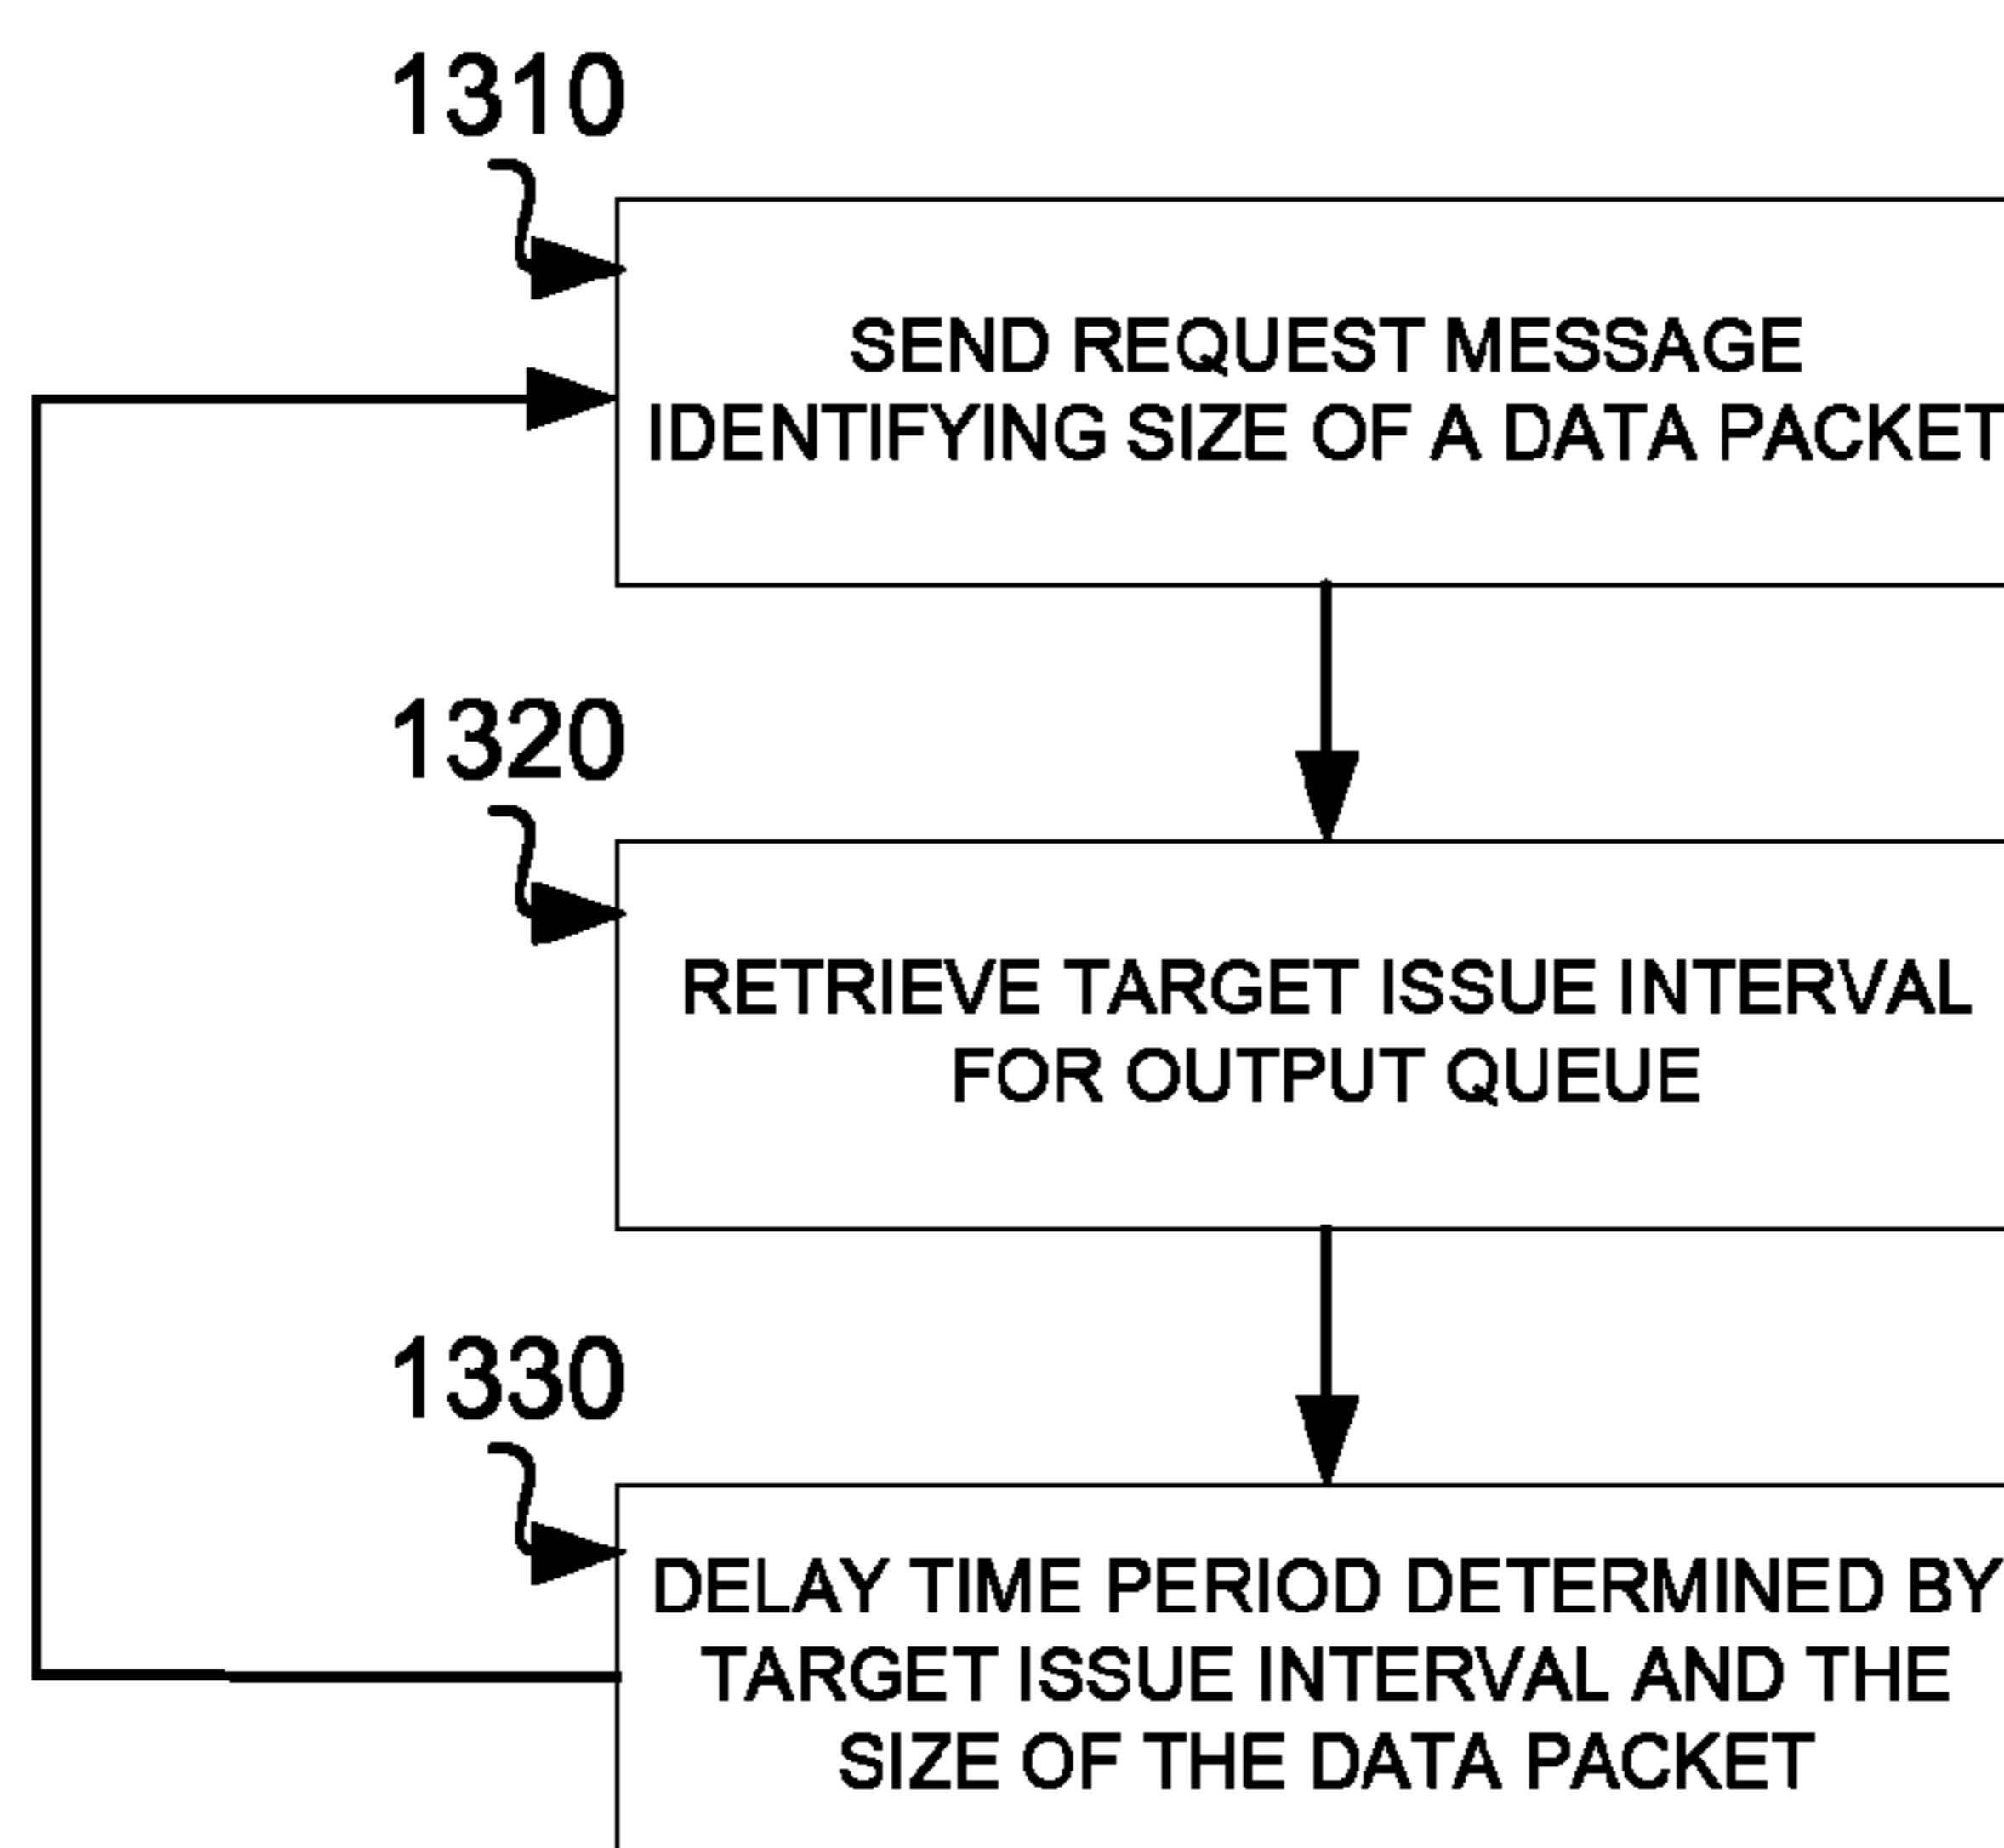 1310
SEND REQUEST MESSAGE
IDENTIFYING SIZE OF A DATA PACKET
1320
RETRIEVE TARGET ISSUE INTERVAL
FOR OUTPUT QUEUE
1330
DELAY TIME PERIOD DETERMINED BY
TARGET ISSUE INTERVAL AND THE
SIZE OF THE DATA PACKET